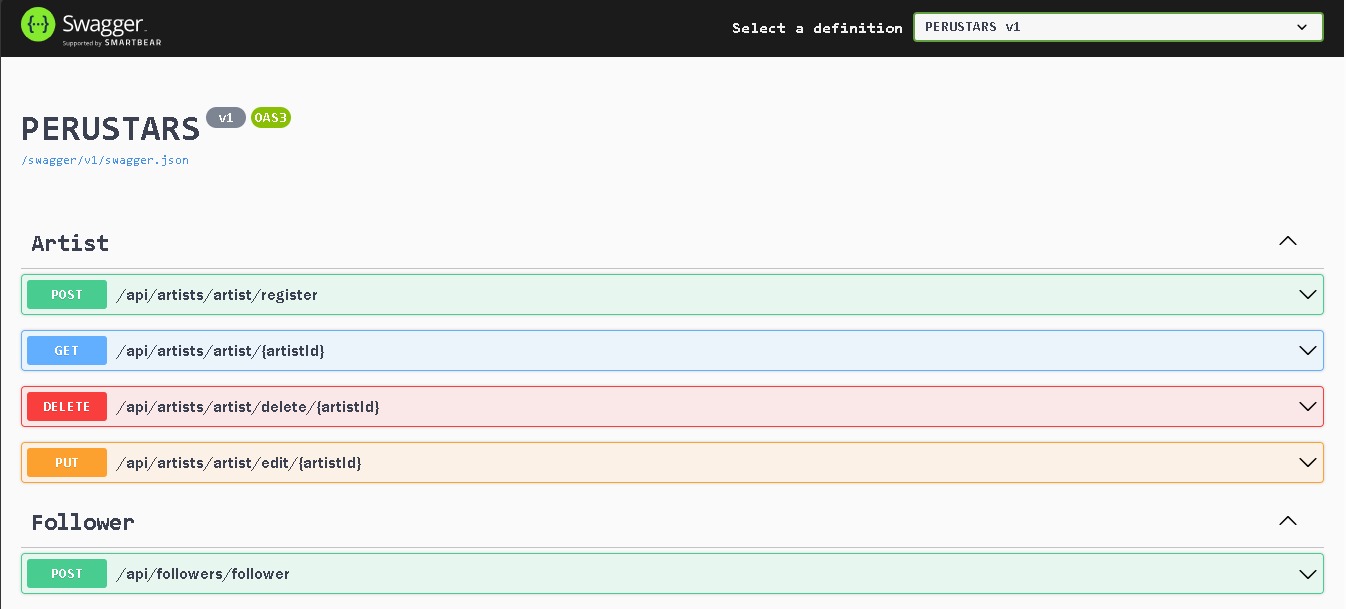 Swagger.
Supported by SMARTBEAR
Select a definition
PERUSTARS v1
PERUSTARS v1 OAS3
/swagger/v1/swagger.json
Artist
POST /api/artists/artist/register
GET /api/artists/artist/{artistId}
DELETE /api/artists/artist/delete/{artistId}
PUT /api/artists/artist/edit/{artistId}
Follower
POST /api/followers/follower